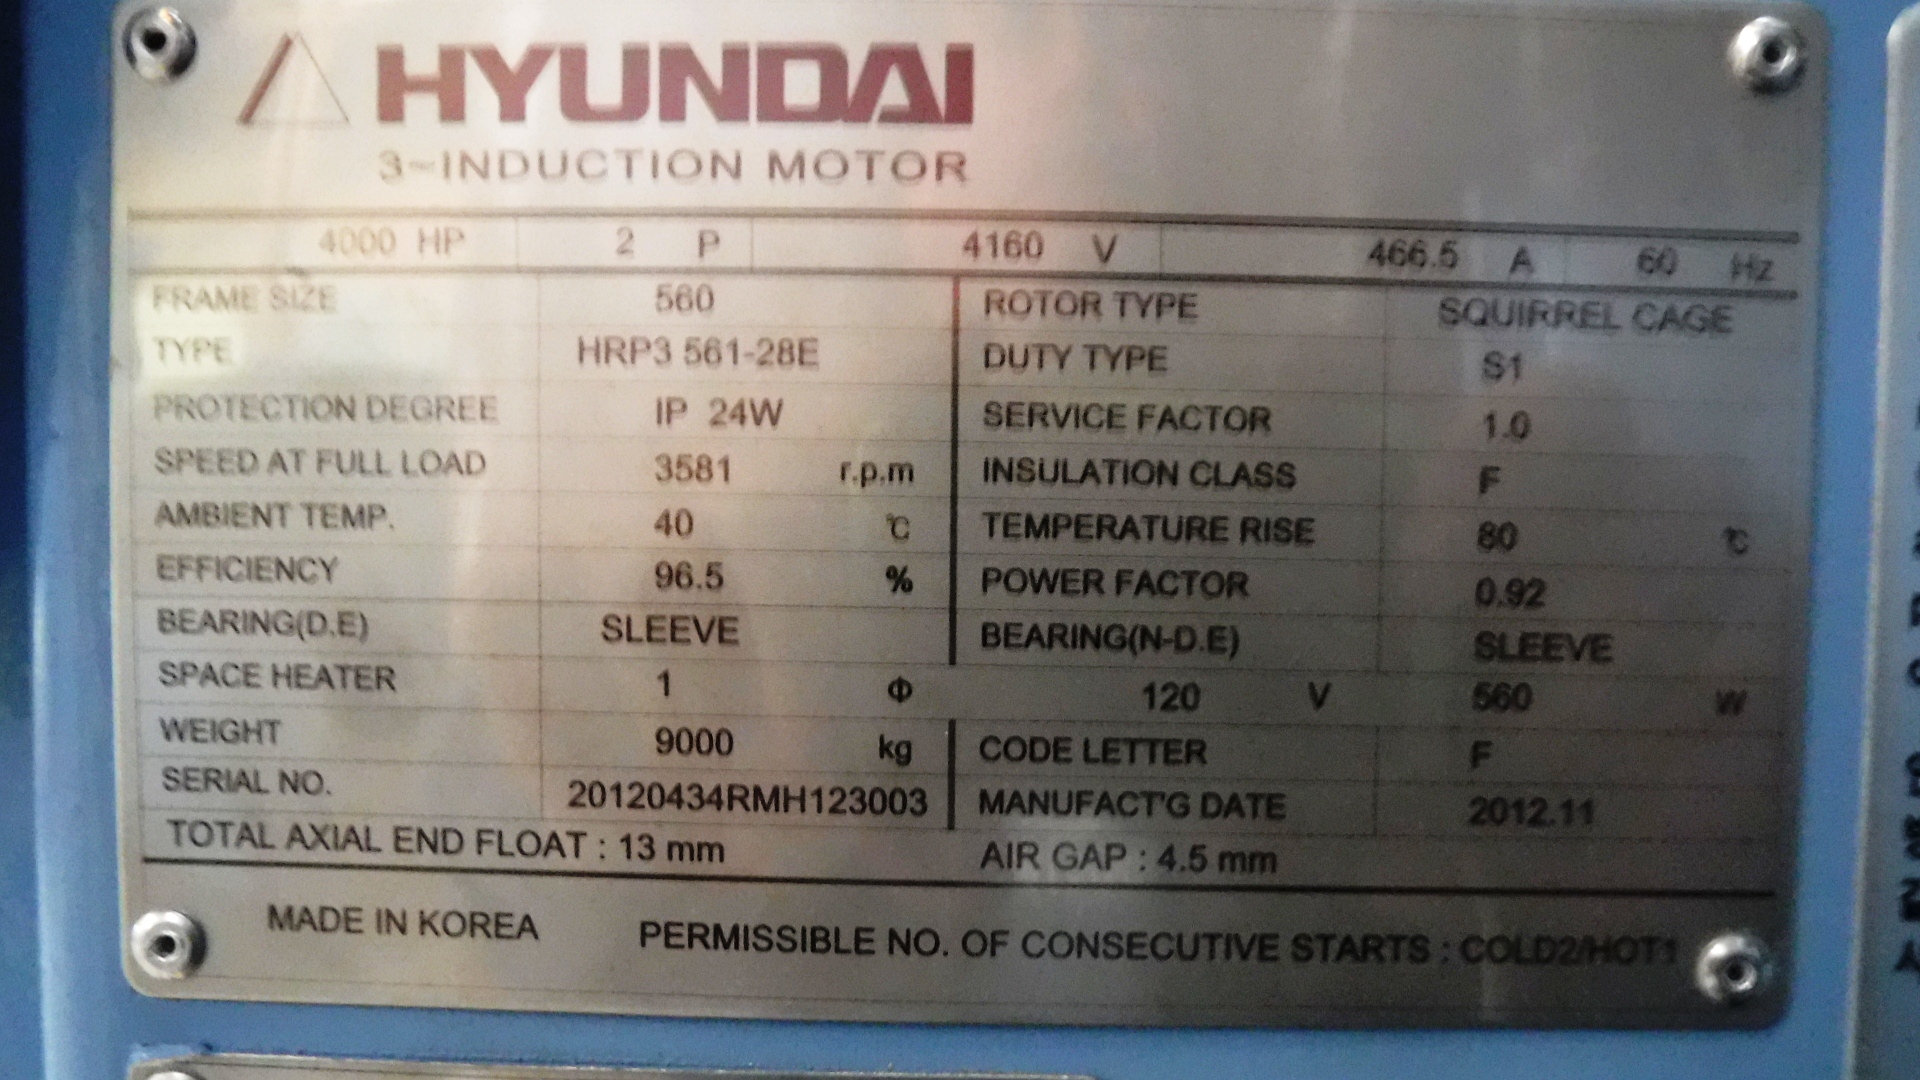 HYUNDAI
3~INDUCTION MOTOR
4000 HP 2 P 4160 V 466.5 A 60 Hz
FRAME SIZE 560 ROTOR TYPE SQUIRREL CAGE
TYPE HRP3 561-28E DUTY TYPE S1
PROTECTION DEGREE IP 24W SERVICE FACTOR 1.0
SPEED AT FULL LOAD 3581 r.p.m INSULATION CLASS F
AMBIENT TEMP. 40 ℃ TEMPERATURE RISE 80 ℃
EFFICIENCY 96.5 % POWER FACTOR 0.92
BEARING(D.E) SLEEVE BEARING(N-D.E) SLEEVE
SPACE HEATER 1 Φ 120 V 560 W
WEIGHT 9000 kg CODE LETTER F
SERIAL NO. 20120434RMH123003 MANUFACT'G DATE 2012.11
TOTAL AXIAL END FLOAT : 13 mm AIR GAP : 4.5 mm
MADE IN KOREA PERMISSIBLE NO. OF CONSECUTIVE STARTS : COLD2/HOT1